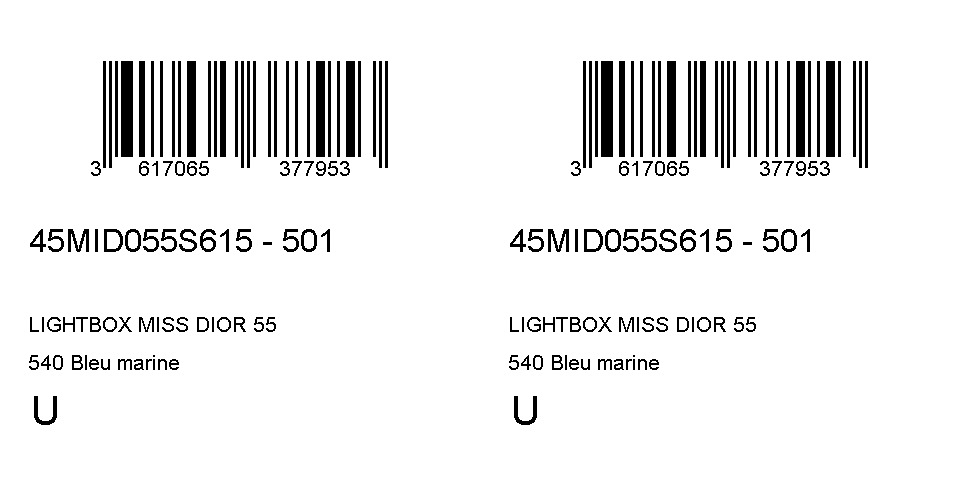 3 617065 377953
45MID055S615 - 501
LIGHTBOX MISS DIOR 55
540 Bleu marine
U
3 617065 377953
45MID055S615 - 501
LIGHTBOX MISS DIOR 55
540 Bleu marine
U